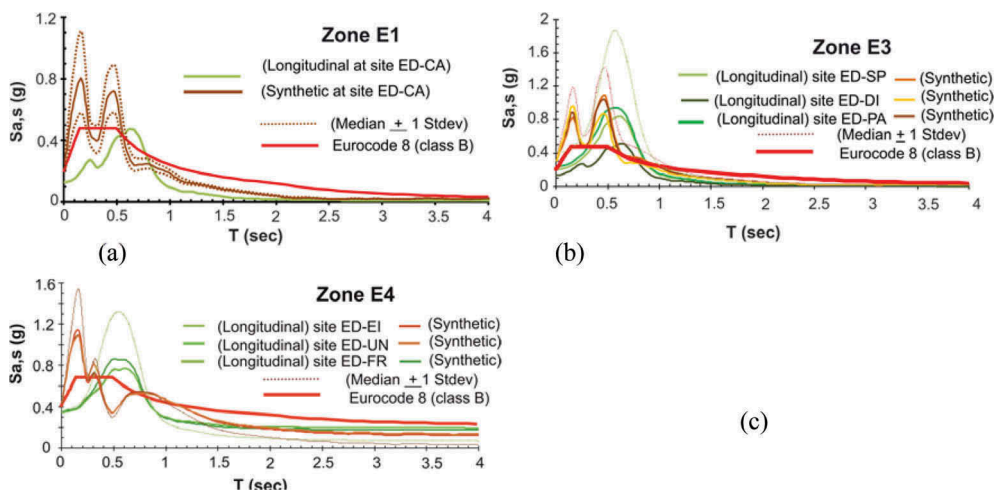 Zone E1
Sa,s (g)
1.2
0.8
0.4
0
(Longitudinal at site ED-CA)
(Synthetic at site ED-CA)
(Median + 1 Stdev)
Eurocode 8 (class B)
0 0.5 1 1.5 2 2.5 3 3.5 4
T (sec)
(a)
Zone E3
Sa,s (g)
2
1.6
1.2
0.8
0.4
0
(Longitudinal) site ED-SP (Synthetic)
(Longitudinal) site ED-DI (Synthetic)
(Longitudinal) site ED-PA (Synthetic)
(Median + 1 Stdev)
Eurocode 8 (class B)
0 0.5 1 1.5 2 2.5 3 3.5 4
T (sec)
(b)
Zone E4
Sa,s (g)
1.6
1.2
0.8
0.4
0
(Longitudinal) site ED-EI (Synthetic)
(Longitudinal) site ED-UN (Synthetic)
(Longitudinal) site ED-FR (Synthetic)
(Median + 1 Stdev)
Eurocode 8 (class B)
0 0.5 1 1.5 2 2.5 3 3.5 4
T (sec)
(c)